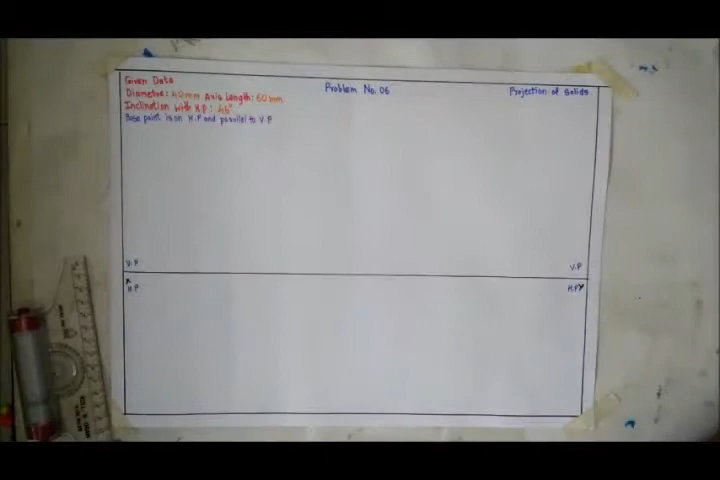 Given Data
Problem No. 06
Projection of Solids
Diameter: 40mm Axis Length: 60mm
Inclination with H.P: 45°
Base point is on H.P and parallel to V.P
V.P
V.P
X
H.P
H.P Y